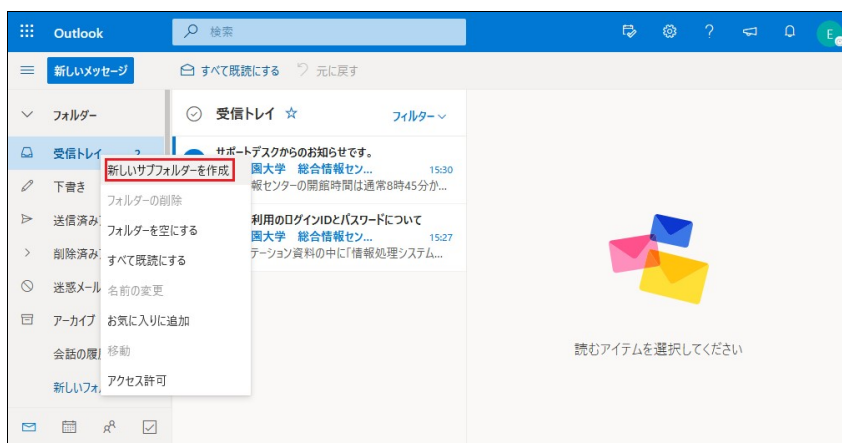 Outlook
検索
E
新しいメッセージ
すべて既読にする
元に戻す
フォルダー
受信トレイ 2
下書き
送信済み
削除済み
迷惑メール
アーカイブ
会話の履
新しいフォ
新しいサブフォルダーを作成
フォルダーの削除
フォルダーを空にする
すべて既読にする
名前の変更
お気に入りに追加
移動
アクセス許可
受信トレイ
フィルター
サポートデスクからのお知らせです。
園大学 総合情報セン... 15:30
報センターの開館時間は通常8時45分か...
利用のログインIDとパスワードについて
園大学 総合情報セン... 15:27
テーション資料の中に「情報処理システム...
読むアイテムを選択してください